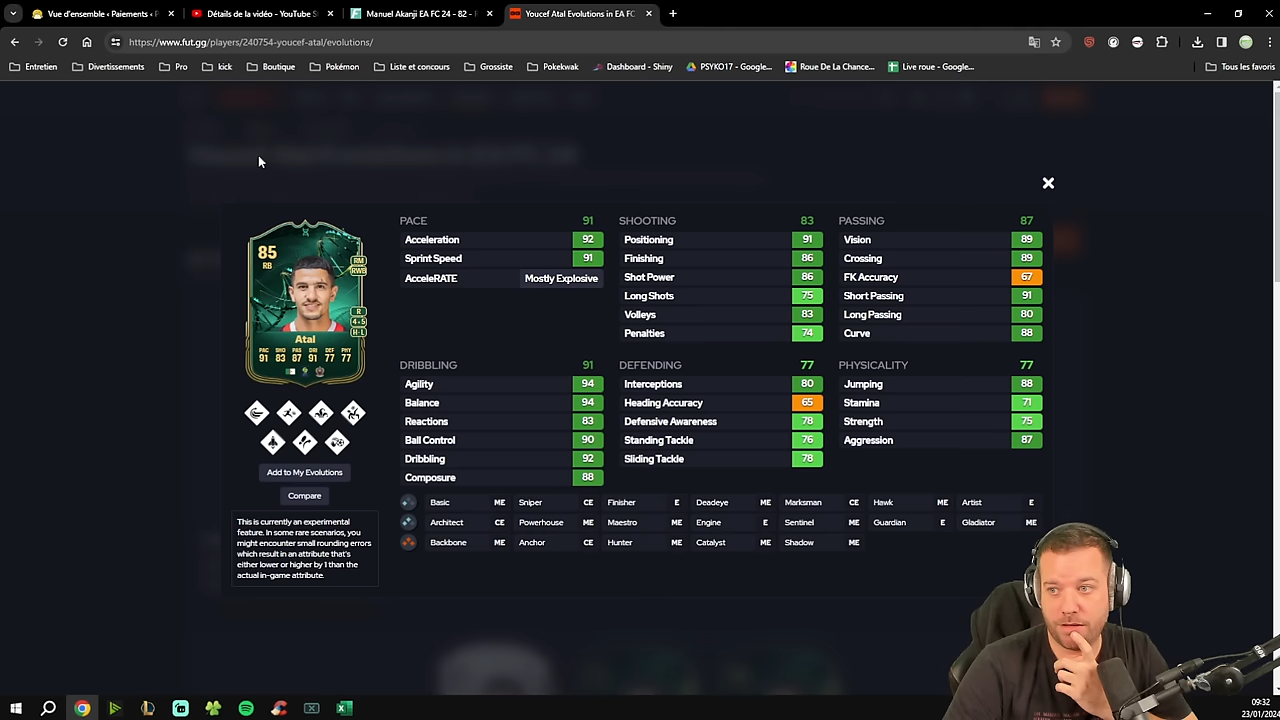 Vue d'ensemble ‹ Paiements ‹ P
Détails de la vidéo - YouTube S
Manuel Akanji EA FC 24 - 82 - R
Youcef Atal Evolutions in EA FC
https://www.fut.gg/players/240754-youcef-atal/evolutions/
Entretien Divertissements Pro kick Boutique Pokémon Liste et concours Grossiste Pokekwak Dashboard - Shiny PSYKO17 - Google... Roue De La Chance... Live roue - Google... Tous les favoris
85
RB
RM
RWB
R
4★5
H-L
Atal
PAC SHO PAS DRI DEF PHY
91 83 87 91 77 77
Add to My Evolutions
Compare
This is currently an experimental
feature. In some rare scenarios, you
might encounter small rounding errors
which result in an attribute that's
either lower or higher by 1 than the
actual in-game attribute.
PACE 91
Acceleration 92
Sprint Speed 91
AcceleRATE Mostly Explosive
SHOOTING 83
Positioning 91
Finishing 86
Shot Power 86
Long Shots 75
Volleys 83
Penalties 74
PASSING 87
Vision 89
Crossing 89
FK Accuracy 67
Short Passing 91
Long Passing 80
Curve 88
DRIBBLING 91
Agility 94
Balance 94
Reactions 83
Ball Control 90
Dribbling 92
Composure 88
DEFENDING 77
Interceptions 80
Heading Accuracy 65
Defensive Awareness 78
Standing Tackle 76
Sliding Tackle 78
PHYSICALITY 77
Jumping 88
Stamina 71
Strength 75
Aggression 87
Basic ME Sniper CE Finisher E Deadeye ME Marksman CE Hawk ME Artist E
Architect CE Powerhouse ME Maestro ME Engine E Sentinel ME Guardian E Gladiator ME
Backbone ME Anchor CE Hunter ME Catalyst ME Shadow ME
09:32
23/01/2024